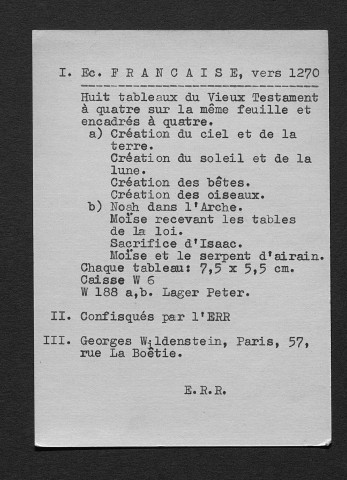 I. Ec. F R A N C A I S E, vers 1270
Huit tableaux du Vieux Testament
à quatre sur la même feuille et
encadrés à quatre.
a) Création du ciel et de la
terre.
Création du soleil et de la
lune.
Création des bêtes.
Création des oiseaux.
b) Noah dans l'Arche.
Moïse recevant les tables
de la loi.
Sacrifice d'Isaac.
Moïse et le serpent d'airain.
Chaque tableau: 7,5 x 5,5 cm.
Caisse W 6
W 188 a,b. Lager Peter.
II. Confisqués par l'ERR
III. Georges Wildenstein, Paris, 57,
rue La Boêtie.
E.R.R.